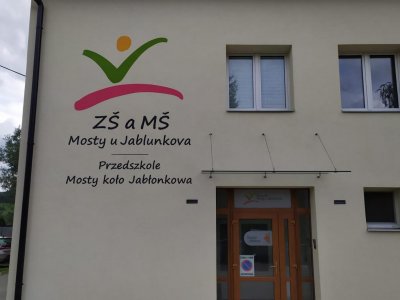 ZŠ a MŠ
Mosty u Jablunkova
Przedszkole
Mosty koło Jabłonkowa